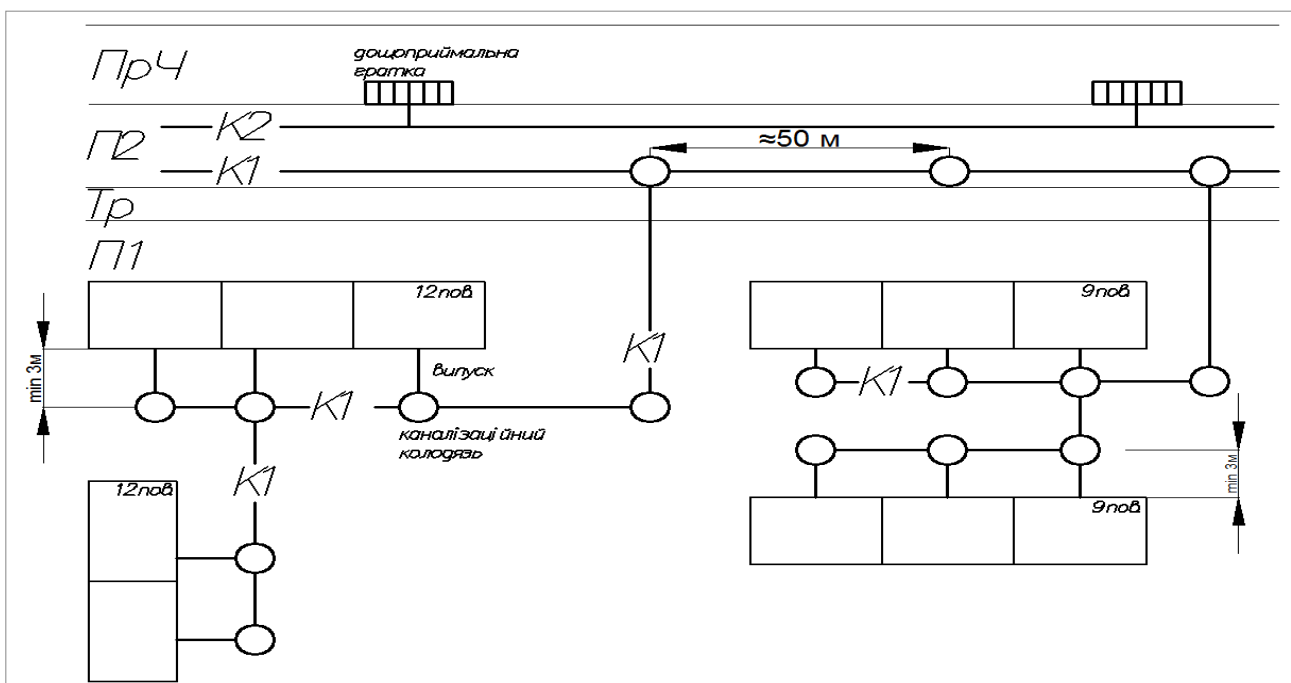 ПрЧ
дощоприймальна
гратка
П2
К2
≈50 м
К1
Тр
П1
12пов.
9пов.
min 3м
К1
випуск
К1
К1
каналізаційний
колодязь
min 3м
К1
12пов.
9пов.